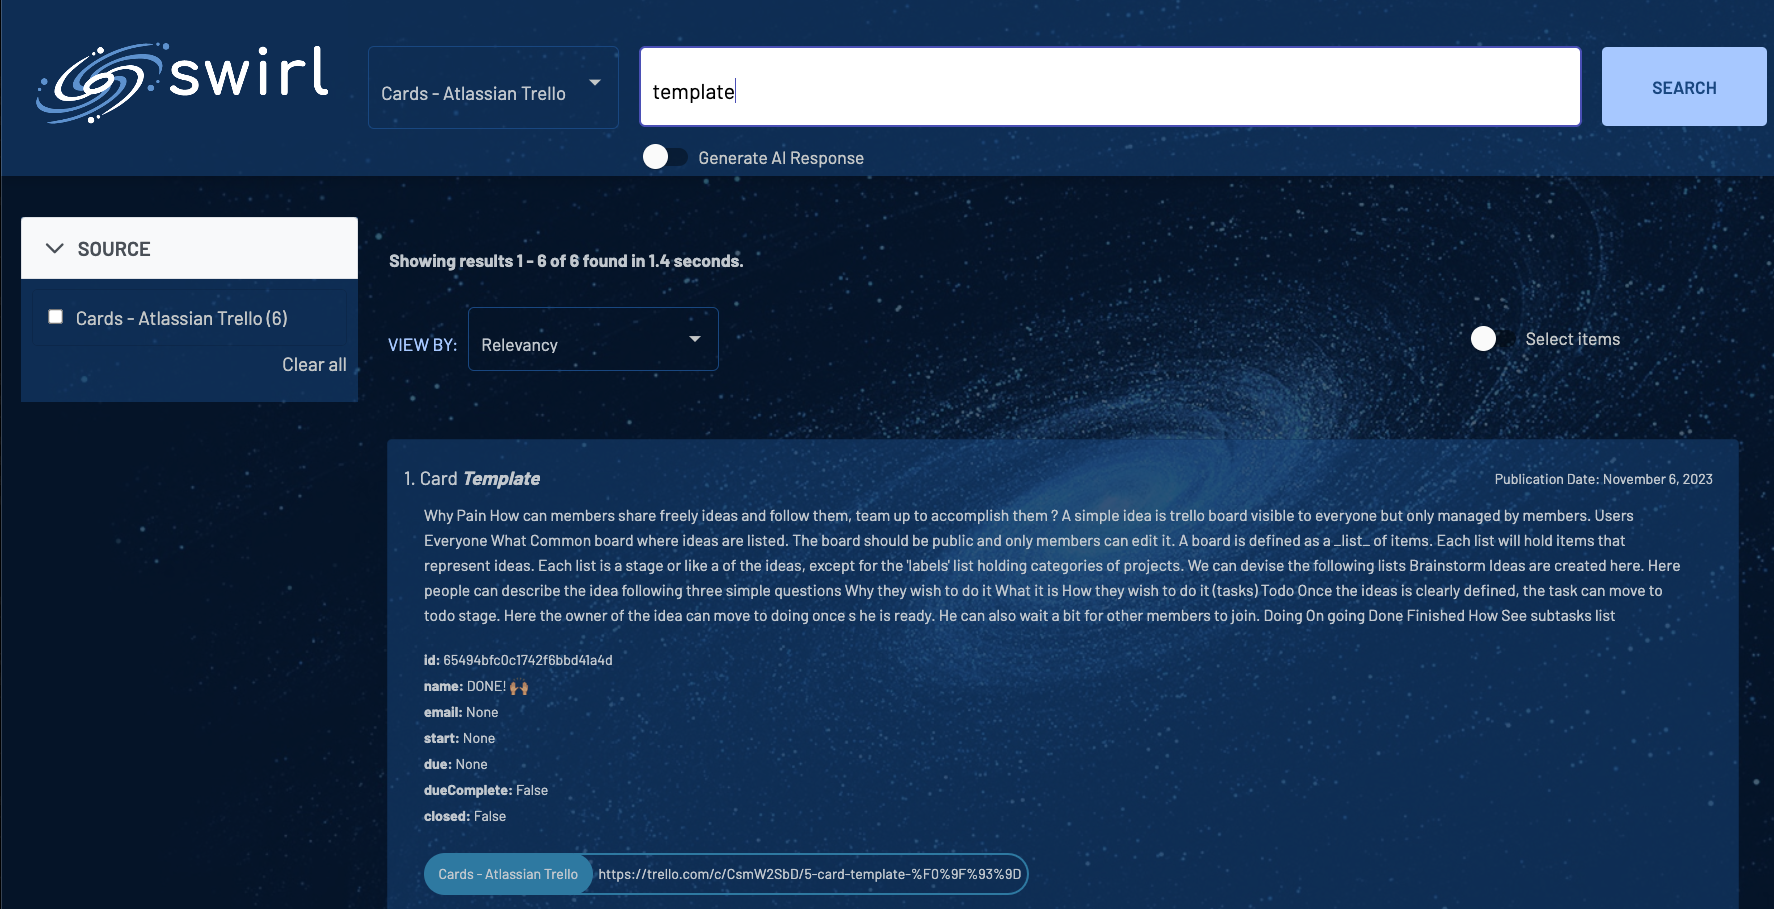 swirl
Cards - Atlassian Trello
template
SEARCH
Generate AI Response
SOURCE
Cards - Atlassian Trello (6)
Clear all
Showing results 1 - 6 of 6 found in 1.4 seconds.
VIEW BY:
Relevancy
Select items
1. Card Template
Publication Date: November 6, 2023
Why Pain How can members share freely ideas and follow them, team up to accomplish them ? A simple idea is trello board visible to everyone but only managed by members. Users
Everyone What Common board where ideas are listed. The board should be public and only members can edit it. A board is defined as a _list_ of items. Each list will hold items that
represent ideas. Each list is a stage or like a of the ideas, except for the 'labels' list holding categories of projects. We can devise the following lists Brainstorm Ideas are created here. Here
people can describe the idea following three simple questions Why they wish to do it What it is How they wish to do it (tasks) Todo Once the ideas is clearly defined, the task can move to
todo stage. Here the owner of the idea can move to doing once s he is ready. He can also wait a bit for other members to join. Doing On going Done Finished How See subtasks list
id: 65494bfc0c1742f6bbd41a4d
name: DONE! 🙌🏽
email: None
start: None
due: None
dueComplete: False
closed: False
Cards - Atlassian Trello
https://trello.com/c/CsmW2SbD/5-card-template-%F0%9F%93%9D